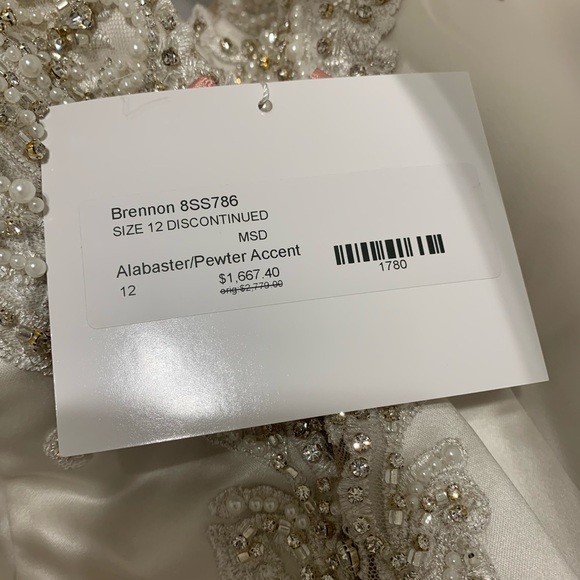 Brennon 8SS786
SIZE 12 DISCONTINUED
MSD
Alabaster/Pewter Accent
12
$1,667.40
orig $2,779.00
1780